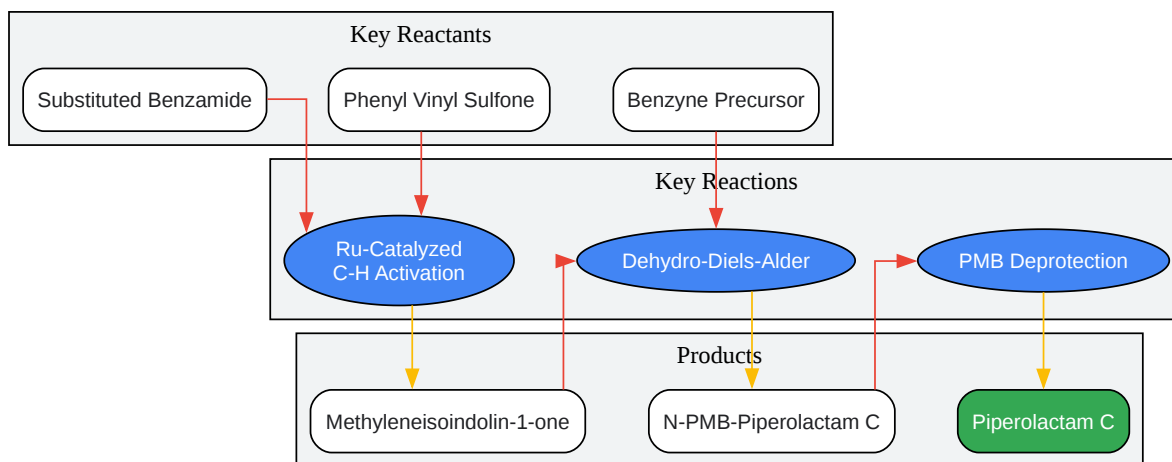 Key Reactants
Substituted Benzamide
Phenyl Vinyl Sulfone
Benzyne Precursor
Key Reactions
Ru-Catalyzed
C-H Activation
Dehydro-Diels-Alder
PMB Deprotection
Products
Methyleneisoindolin-1-one
N-PMB-Piperolactam C
Piperolactam C